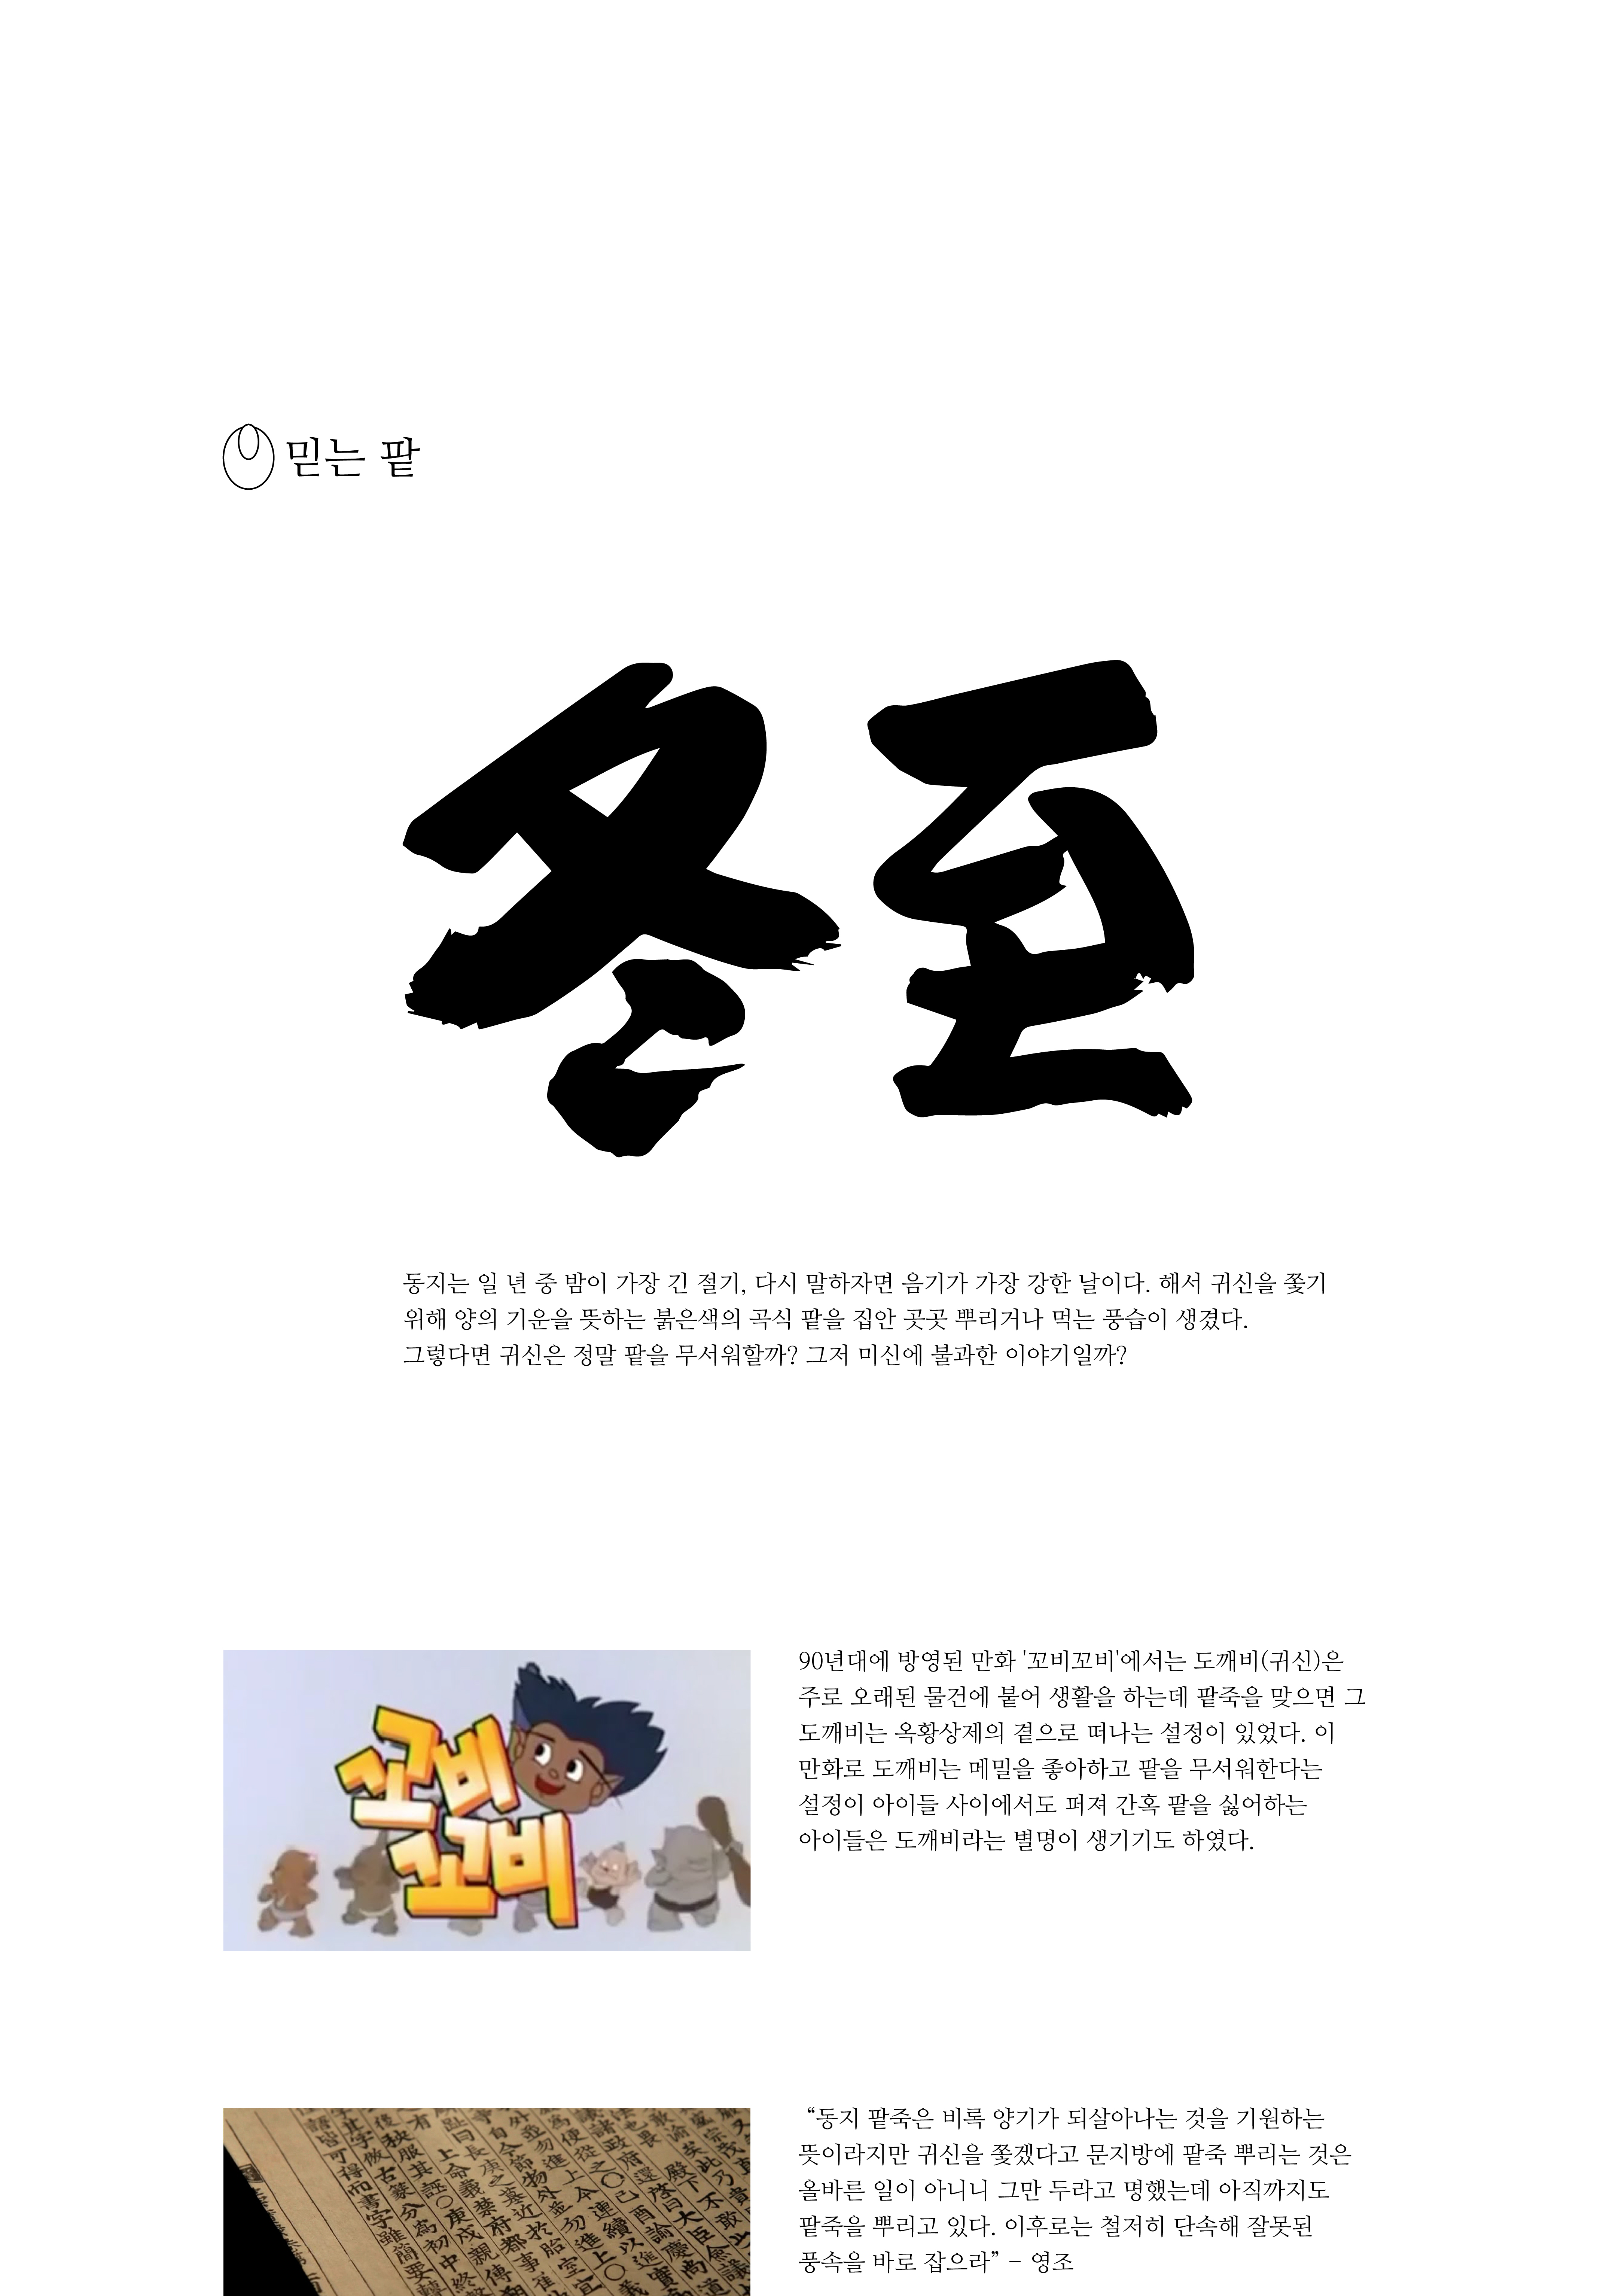 믿는 팥
冬至
동지는 일 년 중 밤이 가장 긴 절기, 다시 말하자면 음기가 가장 강한 날이다. 해서 귀신을 쫓기
위해 양의 기운을 뜻하는 붉은색의 곡식 팥을 집안 곳곳 뿌리거나 먹는 풍습이 생겼다.
그렇다면 귀신은 정말 팥을 무서워할까? 그저 미신에 불과한 이야기일까?
꼬비
꼬비
90년대에 방영된 만화 '꼬비꼬비'에서는 도깨비(귀신)은
주로 오래된 물건에 붙어 생활을 하는데 팥죽을 맞으면 그
도깨비는 옥황상제의 곁으로 떠나는 설정이 있었다. 이
만화로 도깨비는 메밀을 좋아하고 팥을 무서워한다는
설정이 아이들 사이에서도 퍼져 간혹 팥을 싫어하는
아이들은 도깨비라는 별명이 생기기도 하였다.
“동지 팥죽은 비록 양기가 되살아나는 것을 기원하는
뜻이라지만 귀신을 쫓겠다고 문지방에 팥죽 뿌리는 것은
올바른 일이 아니니 그만 두라고 명했는데 아직까지도
팥죽을 뿌리고 있다. 이후로는 철저히 단속해 잘못된
풍속을 바로 잡으라” – 영조